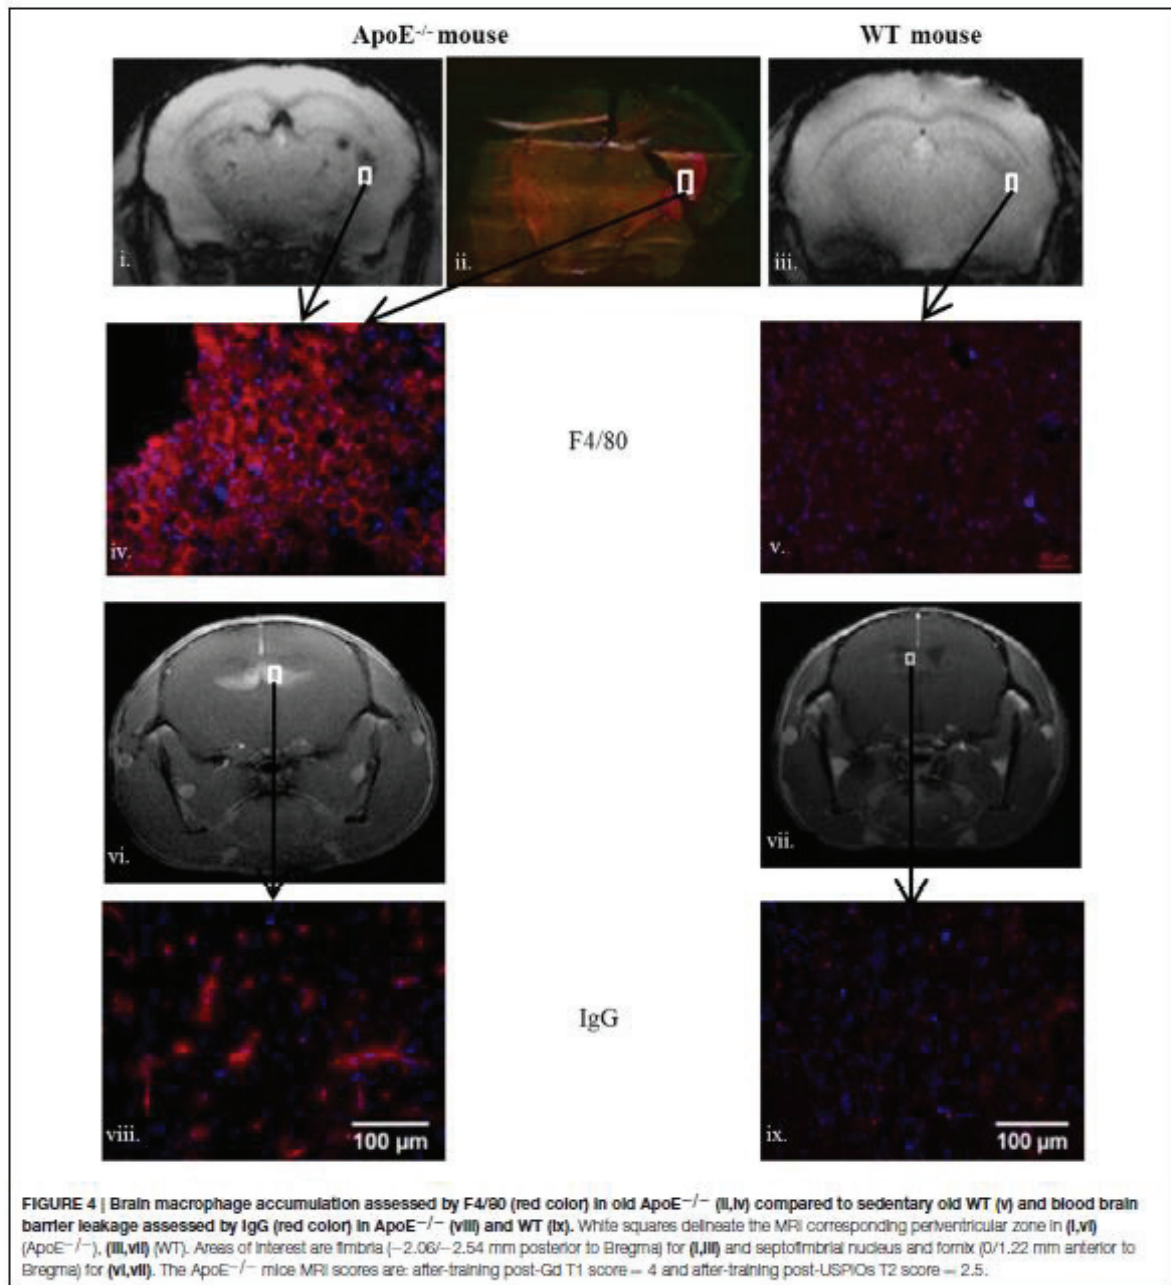 ApoE-/- mouse WT mouse
i. ii. iii.
F4/80
iv. v.
vi. vii.
IgG
viii. 100 µm ix. 100 µm
FIGURE 4 | Brain macrophage accumulation assessed by F4/80 (red color) in old ApoE−/− (ii,iv) compared to sedentary old WT (v) and blood brain
barrier leakage assessed by IgG (red color) in ApoE−/− (viii) and WT (ix). White squares delineate the MRI corresponding periventricular zone in (i,vi)
(ApoE−/−), (iii,vii) (WT). Areas of interest are fimbria (−2.06/−2.54 mm posterior to Bregma) for (i,iii) and septofimbrial nucleus and fornix (0/1.22 mm anterior to
Bregma) for (vi,vii). The ApoE−/− mice MRI scores are: after-training post-Gd T1 score = 4 and after-training post-USPIOs T2 score = 2.5.